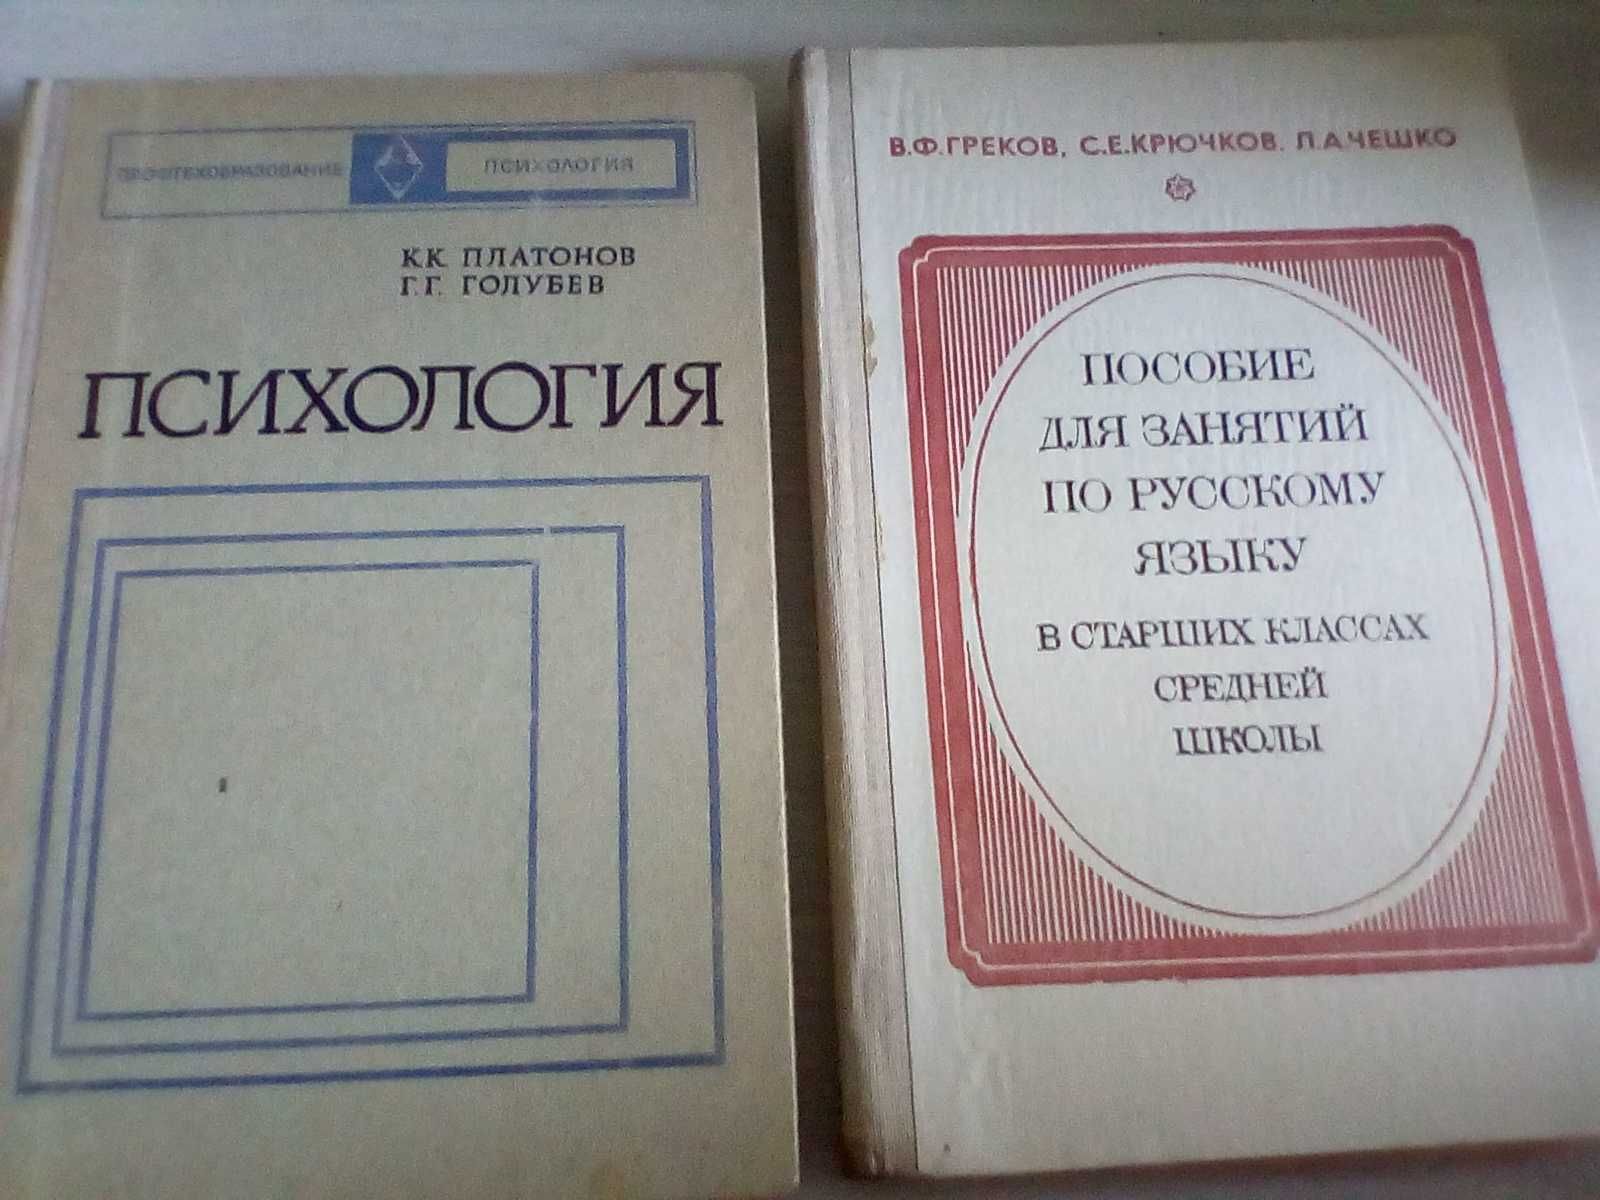 ПРОФТЕХОБРАЗОВАНИЕ
ПСИХОЛОГИЯ
К.К. ПЛАТОНОВ
Г.Г. ГОЛУБЕВ
ПСИХОЛОГИЯ
В.Ф.ГРЕКОВ, С.Е.КРЮЧКОВ, Л.А.ЧЕШКО
ПОСОБИЕ
ДЛЯ ЗАНЯТИЙ
ПО РУССКОМУ
ЯЗЫКУ
В СТАРШИХ КЛАССАХ
СРЕДНЕЙ
ШКОЛЫ